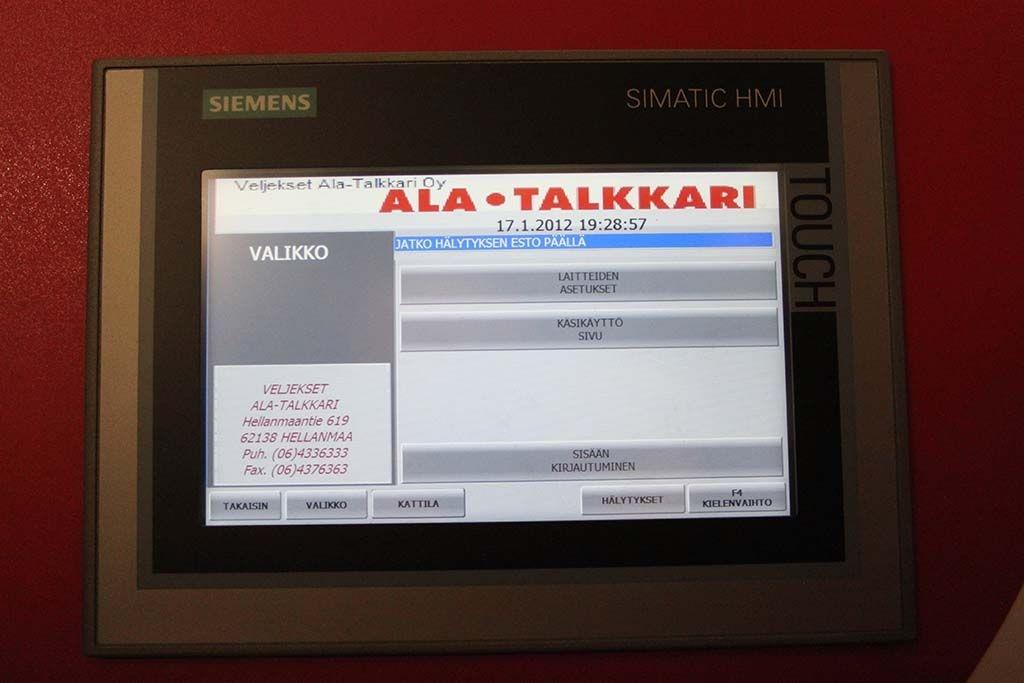 SIEMENS
SIMATIC HMI
TOUCH
Veljekset Ala-Talkkari Oy
ALA•TALKKARI
17.1.2012 19:28:57
JATKO HÄLYTYKSEN ESTO PÄÄLLÄ
VALIKKO
LAITTEIDEN
ASETUKSET
KÄSIKÄYTTÖ
SIVU
VELJEKSET
ALA-TALKKARI
Hellanmaantie 619
62138 HELLANMAA
Puh. (06)4336333
Fax. (06)4376363
SISÄÄN
KIRJAUTUMINEN
TAKAISIN
VALIKKO
KATTILA
HÄLYTYKSET
F4
KIELENVAIHTO